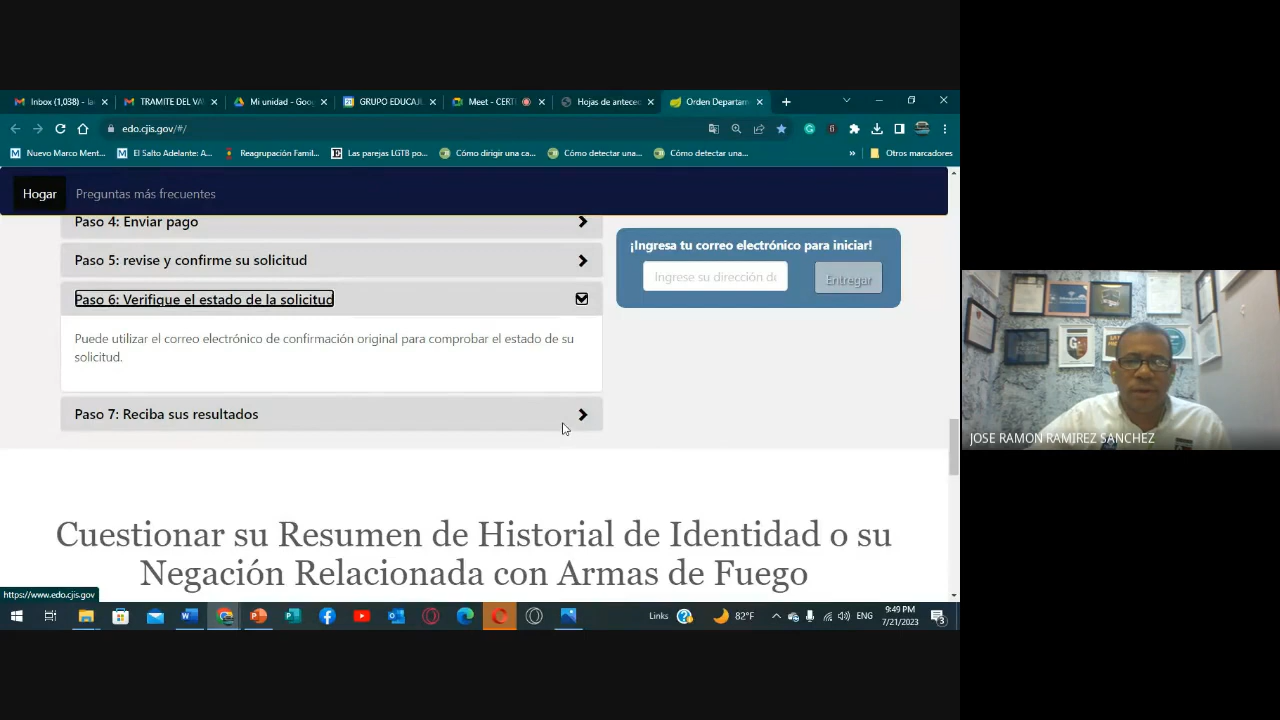 Inbox (1,038) - la
TRAMITE DEL VA
Mi unidad - Goo
GRUPO EDUCAJU
Meet - CERT
Hojas de antece
Orden Departam
edo.cjis.gov/#/
Nuevo Marco Ment...
El Salto Adelante: A...
Reagrupación Famil...
Las parejas LGTB po...
Cómo dirigir una ca...
Cómo detectar una...
Cómo detectar una...
»
Otros marcadores
Hogar
Preguntas más frecuentes
Paso 4: Enviar pago
Paso 5: revise y confirme su solicitud
Paso 6: Verifique el estado de la solicitud
Puede utilizar el correo electrónico de confirmación original para comprobar el estado de su
solicitud.
Paso 7: Reciba sus resultados
¡Ingresa tu correo electrónico para iniciar!
Ingrese su dirección de
Entregar
Cuestionar su Resumen de Historial de Identidad o su
Negación Relacionada con Armas de Fuego
https://www.edo.cjis.gov
Links
82°F
ENG
9:49 PM
7/21/2023
3
JOSE RAMON RAMIREZ SANCHEZ